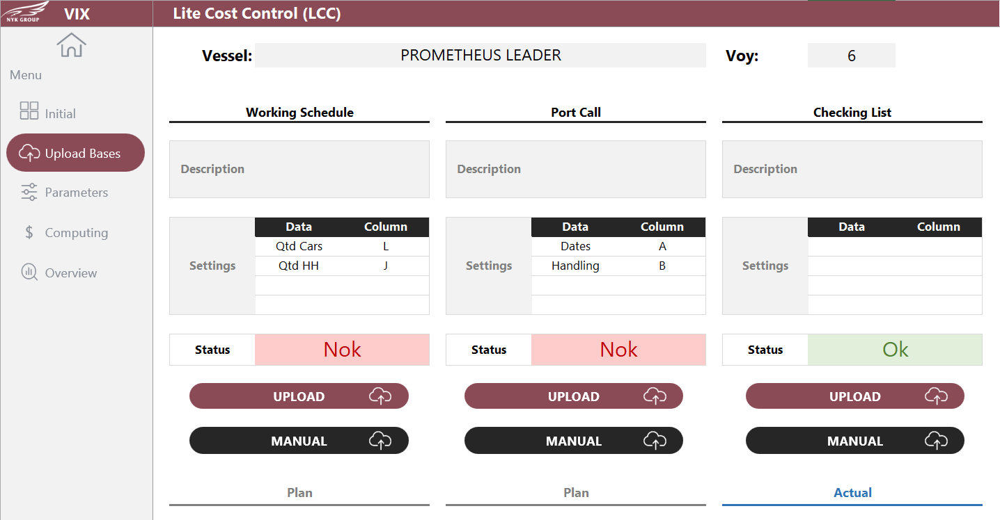 NYK GROUP
VIX
Lite Cost Control (LCC)
Menu
Initial
Upload Bases
Parameters
$ Computing
Overview
Vessel: PROMETHEUS LEADER Voy: 6
Working Schedule
Description
Settings
Data Column
Qtd Cars L
Qtd HH J
Status Nok
UPLOAD
MANUAL
Plan
Port Call
Description
Settings
Data Column
Dates A
Handling B
Status Nok
UPLOAD
MANUAL
Plan
Checking List
Description
Settings
Data Column
Status Ok
UPLOAD
MANUAL
Actual